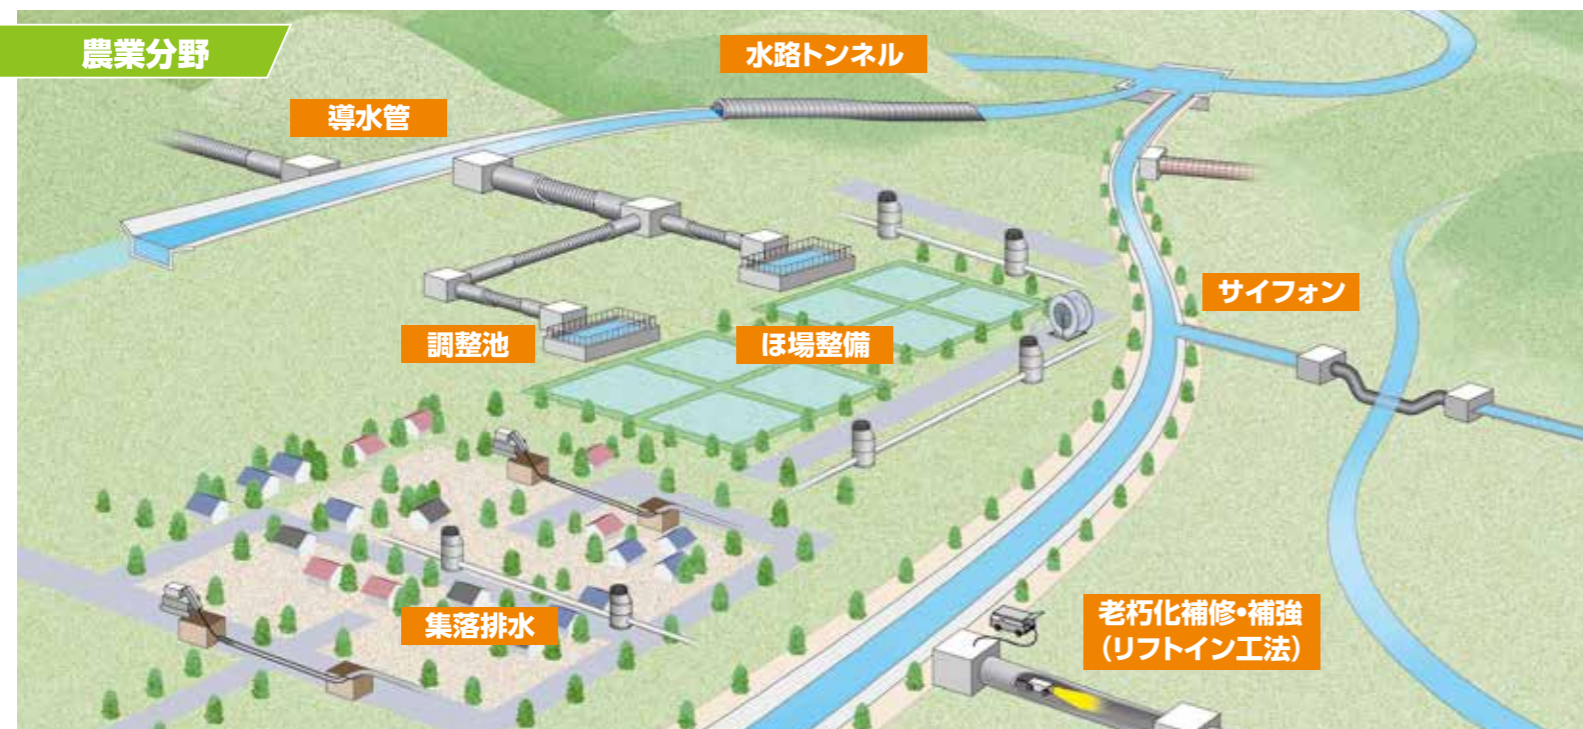 農業分野
水路トンネル
導水管
サイフォン
調整池
ほ場整備
集落排水
老朽化補修・補強
(リフトイン工法)